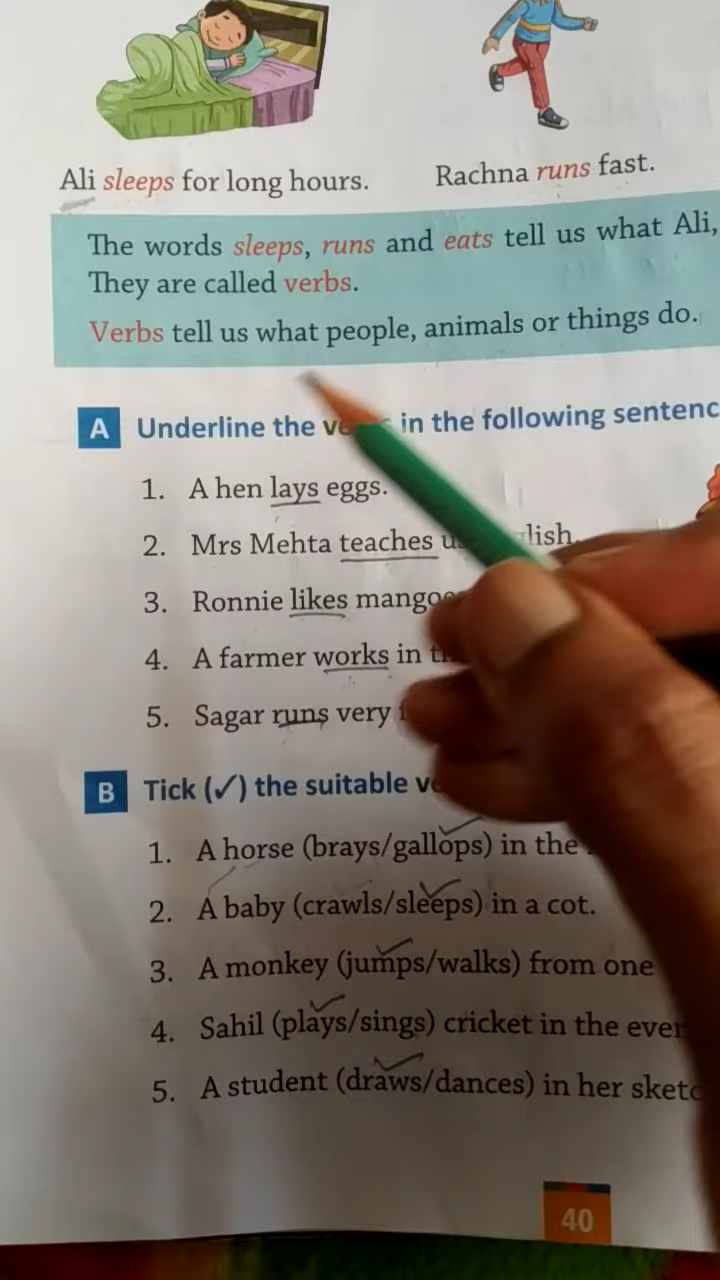 Ali sleeps for long hours.
Rachna runs fast.
The words sleeps, runs and eats tell us what Ali,
They are called verbs.
Verbs tell us what people, animals or things do.
A Underline the in the following
1. A hen lays eggs.
2. Mrs Mehta teaches
3. Ronnie likes
4. A farmer works in
5. Sagar runs very
B Tick (✓) the suitable
1. A horse (brays/gallops) in the
2. A baby (crawls/sleeps) in a cot.
3. A monkey (jumps/walks) from one
4. Sahil (plays/sings) cricket in the
5. A student (draws/dances) in her
40